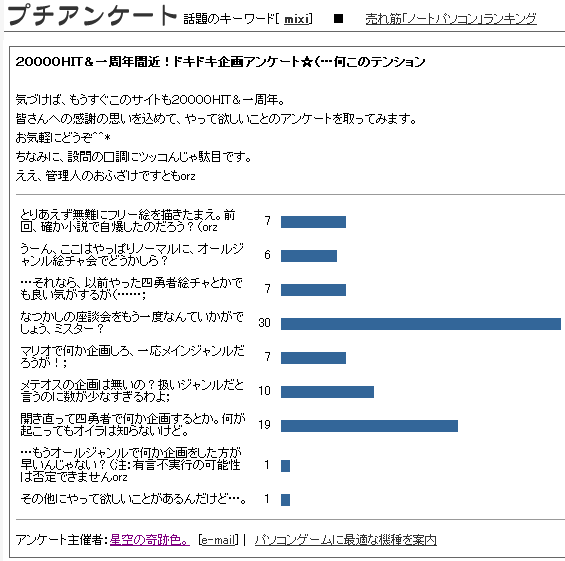 プチアンケート 話題のキーワード[ mixi] ■ 売れ筋「ノートパソコン」ランキング
20000HIT＆一周年間近！ドキドキ企画アンケート☆(…何このテンション
気づけば、もうすぐこのサイトも20000HIT＆一周年。
皆さんへの感謝の思いを込めて、やって欲しいことのアンケートを取ってみます。
お気軽にどうぞ^^*
ちなみに、設問の口調にツッコんじゃ駄目です。
ええ、管理人のおふざけですともorz
とりあえず無難にフリー絵を描きたまえ。前
回、確か小説で自爆したのだろう？(orz
7
うーん、ここはやっぱりノーマルに、オールジ
ャンル絵チャ会でどうかしら？
6
…それなら、以前やった四勇者絵チャとかで
も良い気がするが(……；
7
なつかしの座談会をもう一度なんていかがで
しょう、ミスター？
30
マリオで何か企画しろ、一応メインジャンルだ
ろうが！；
7
メテオスの企画は無いの？扱いジャンルだと
言うのに数が少なすぎるわよ；
10
開き直って四勇者で何か企画するとか。何が
起こってもオイラは知らないけど。
19
…もうオールジャンルで何か企画をした方が
早いんじゃない？(注：有言不実行の可能性
は否定できませんorz
1
その他にやって欲しいことがあるんだけど…。
1
アンケート主催者：星空の奇跡色。 [e-mail] | パソコンゲームに最適な機種を案内